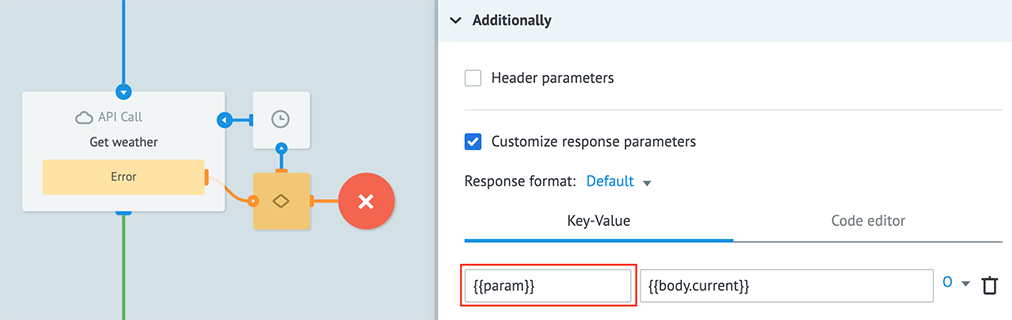 API Call
Get weather
Error
Additionally
Header parameters
Customize response parameters
Response format: Default
Key-Value
Code editor
{{param}}
{{body.current}}
O